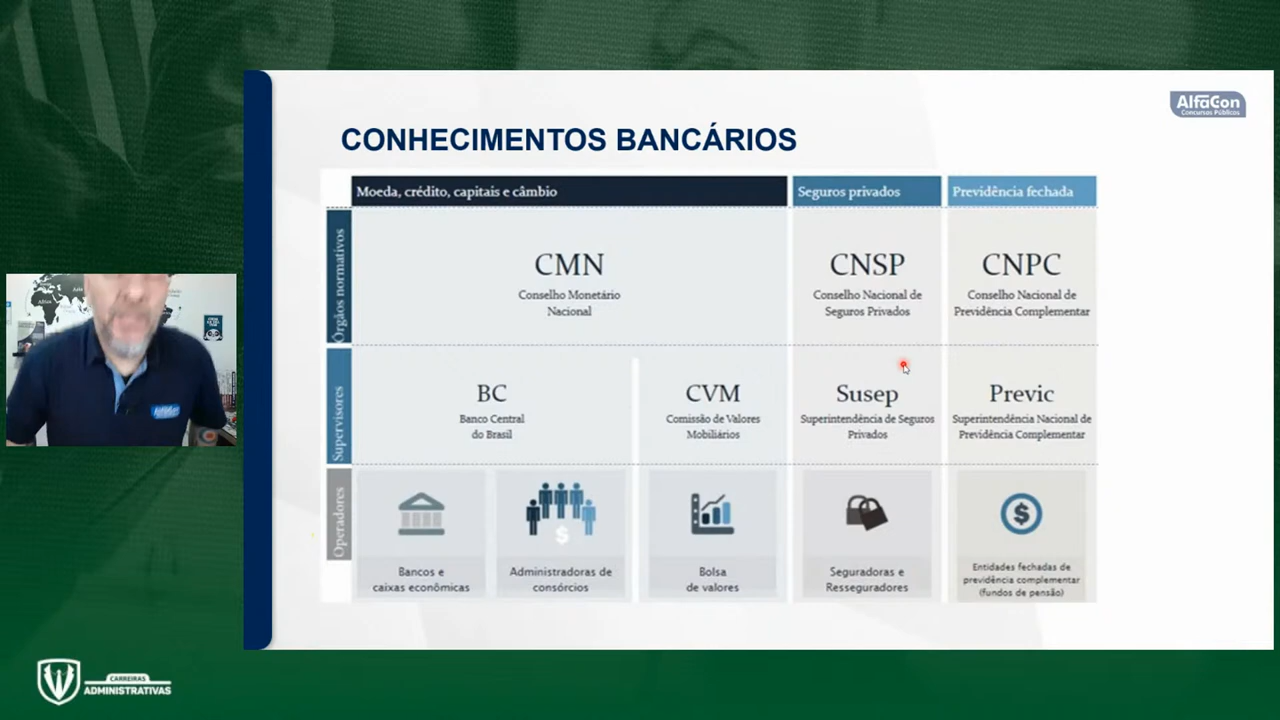 AlfaCon
Concursos Públicos
CONHECIMENTOS BANCÁRIOS
Moeda, crédito, capitais e câmbio
Seguros privados
Previdência fechada
Órgãos normativos
CMN
Conselho Monetário
Nacional
CNSP
Conselho Nacional de
Seguros Privados
CNPC
Conselho Nacional de
Previdência Complementar
Supervisores
BC
Banco Central
do Brasil
CVM
Comissão de Valores
Mobiliários
Susep
Superintendência de Seguros
Privados
Previc
Superintendência Nacional de
Previdência Complementar
Operadores
$
$
Bancos e
caixas econômicas
Administradoras de
consórcios
Bolsa
de valores
Seguradoras e
Resseguradores
Entidades fechadas de
previdência complementar
(fundos de pensão)
CARREIRAS
ADMINISTRATIVAS